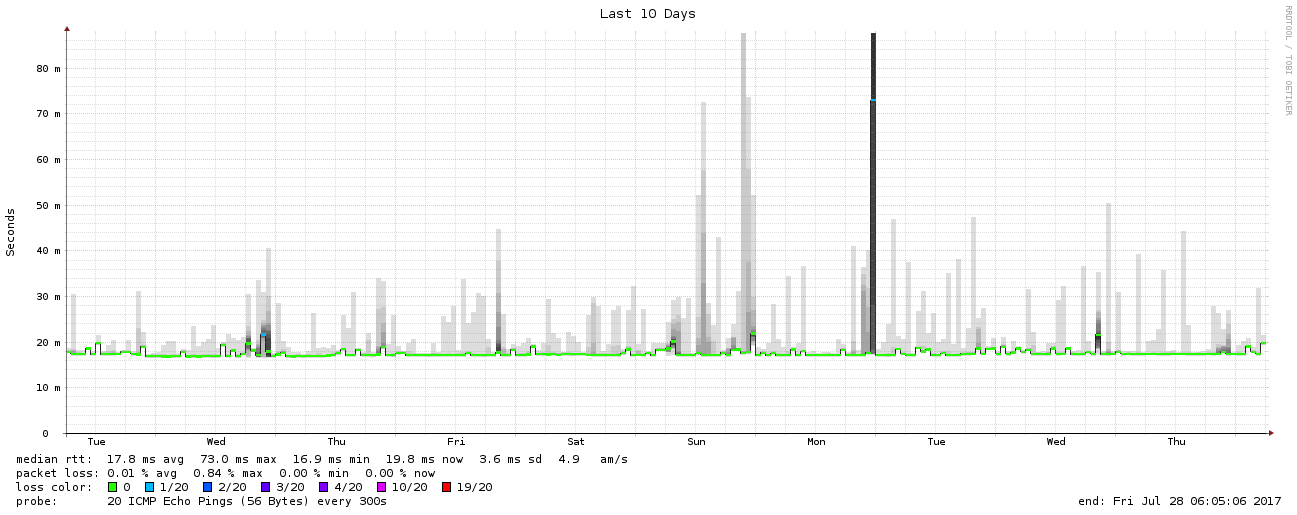 Last 10 Days
RRDTOOL / TOBI OETIKER
Seconds
80 m
70 m
60 m
50 m
40 m
30 m
20 m
10 m
0
Tue Wed Thu Fri Sat Sun Mon Tue Wed Thu
median rtt: 17.8 ms avg 73.0 ms max 16.9 ms min 19.8 ms now 3.6 ms sd 4.9 am/s
packet loss: 0.01 % avg 0.84 % max 0.00 % min 0.00 % now
loss color: 0 1/20 2/20 3/20 4/20 10/20 19/20
probe: 20 ICMP Echo Pings (56 Bytes) every 300s end: Fri Jul 28 06:05:06 2017